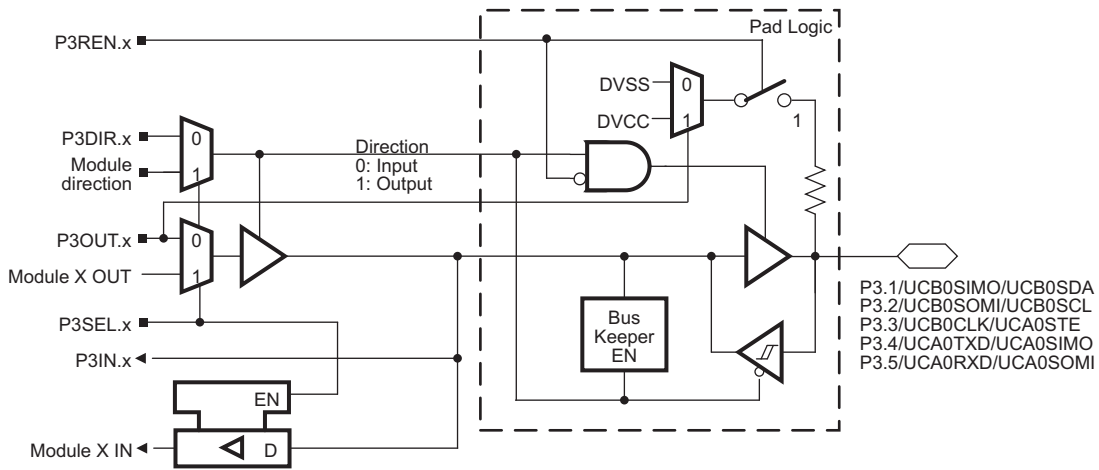 Pad Logic
P3REN.x
DVSS
0
DVCC
1
1
P3DIR.x
0
Module
direction
1
Direction
0: Input
1: Output
P3OUT.x
0
Module X OUT
1
P3SEL.x
P3IN.x
Bus
Keeper
EN
P3.1/UCB0SIMO/UCB0SDA
P3.2/UCB0SOMI/UCB0SCL
P3.3/UCB0CLK/UCA0STE
P3.4/UCA0TXD/UCA0SIMO
P3.5/UCA0RXD/UCA0SOMI
EN
Module X IN
D